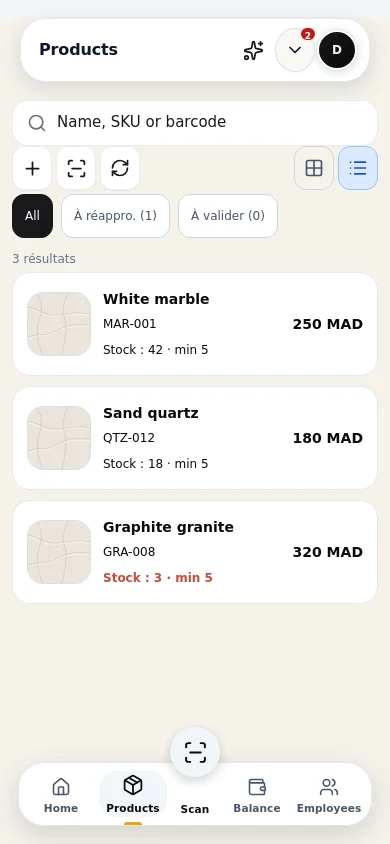 Products
2
D
Name, SKU or barcode
All
À réappro. (1)
À valider (0)
3 résultats
White marble
MAR-001
250 MAD
Stock : 42 · min 5
Sand quartz
QTZ-012
180 MAD
Stock : 18 · min 5
Graphite granite
GRA-008
320 MAD
Stock : 3 · min 5
Home
Products
Scan
Balance
Employees